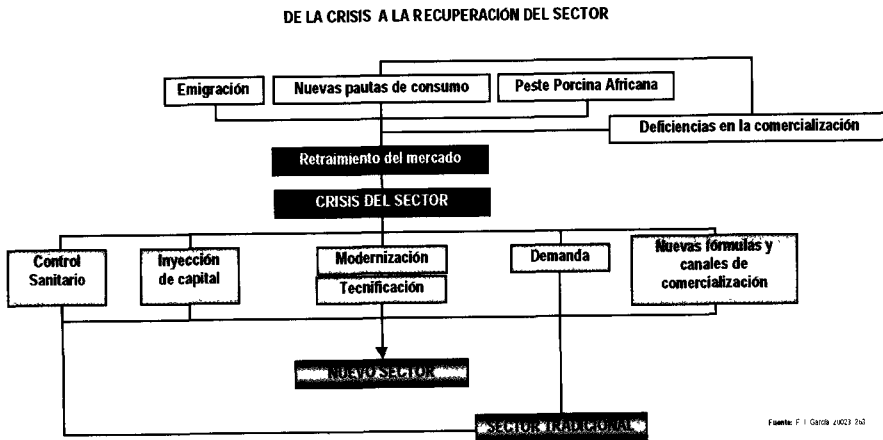 DE LA CRISIS A LA RECUPERACIÓN DEL SECTOR
Emigración
Nuevas pautas de consumo
Peste Porcina Africana
Deficiencias en la comercialización
Retraimiento del mercado
CRISIS DEL SECTOR
Control
Sanitario
Inyección
de capital
Modernización
Tecnificación
Demanda
Nuevas fórmulas y
canales de
comercialización
NUEVO SECTOR
SECTOR TRADICIONAL
Fuente: F I García